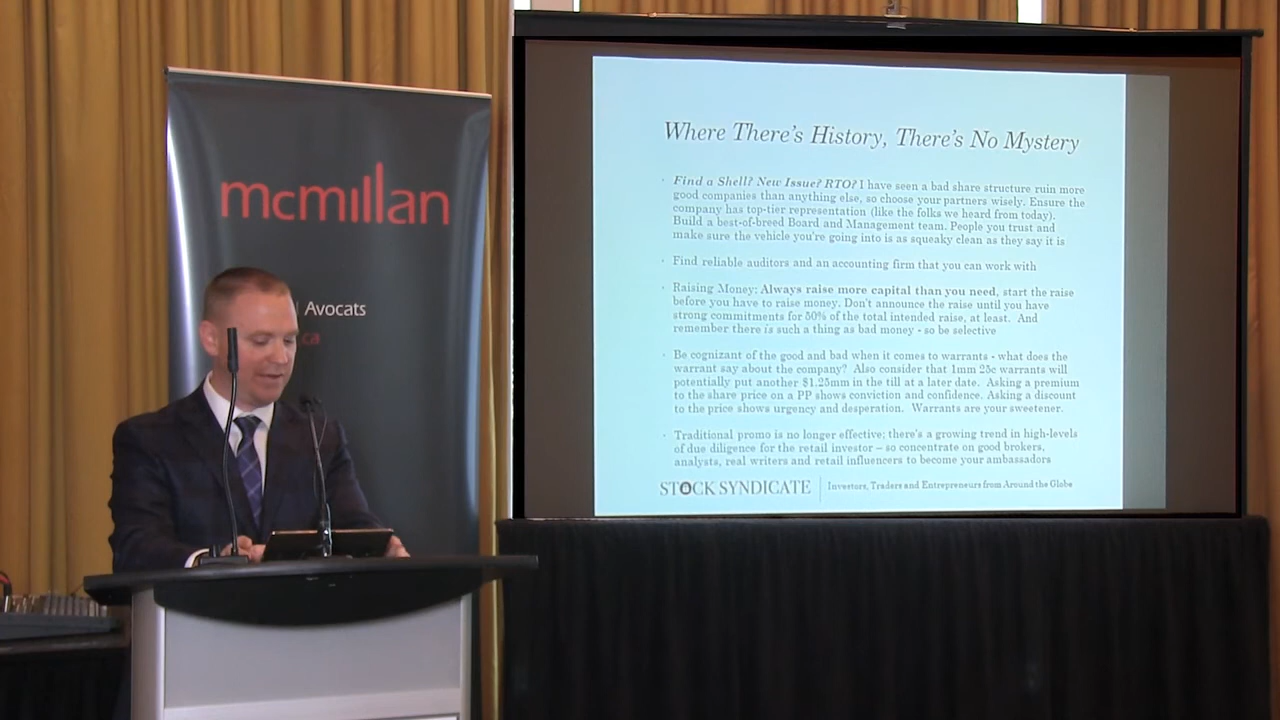 mcmillan
| Avocats
ca
Where There's History, There's No Mystery
· Find a Shell? New Issue? RTO? I have seen a bad share structure ruin more
good companies than anything else, so choose your partners wisely. Ensure the
company has top-tier representation (like the folks we heard from today).
Build a best-of-breed Board and Management team. People you trust and
make sure the vehicle you're going into is as squeaky clean as they say it is
· Find reliable auditors and an accounting firm that you can work with
· Raising Money; Always raise more capital than you need, start the raise
before you have to raise money. Don't announce the raise until you have
strong commitments for 50% of the total intended raise, at least. And
remember there is such a thing as bad money - so be selective
· Be cognizant of the good and bad when it comes to warrants - what does the
warrant say about the company? Also consider that 1mm 25c warrants will
potentially put another $1.25mm in the till at a later date. Asking a premium
to the share price on a PP shows conviction and confidence. Asking a discount
to the price shows urgency and desperation. Warrants are your sweetener.
· Traditional promo is no longer effective; there's a growing trend in high-levels
of due diligence for the retail investor – so concentrate on good brokers,
analysts, real writers and retail influencers to become your ambassadors
STOCK SYNDICATE | Investors, Traders and Entrepreneurs from Around the Globe